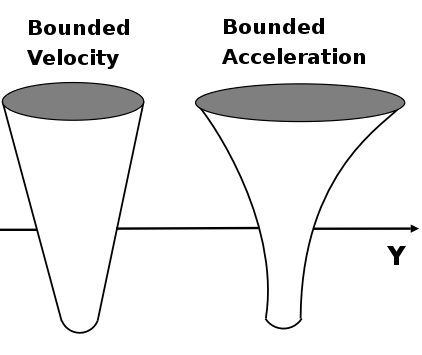 Bounded
Velocity
Bounded
Acceleration
Y